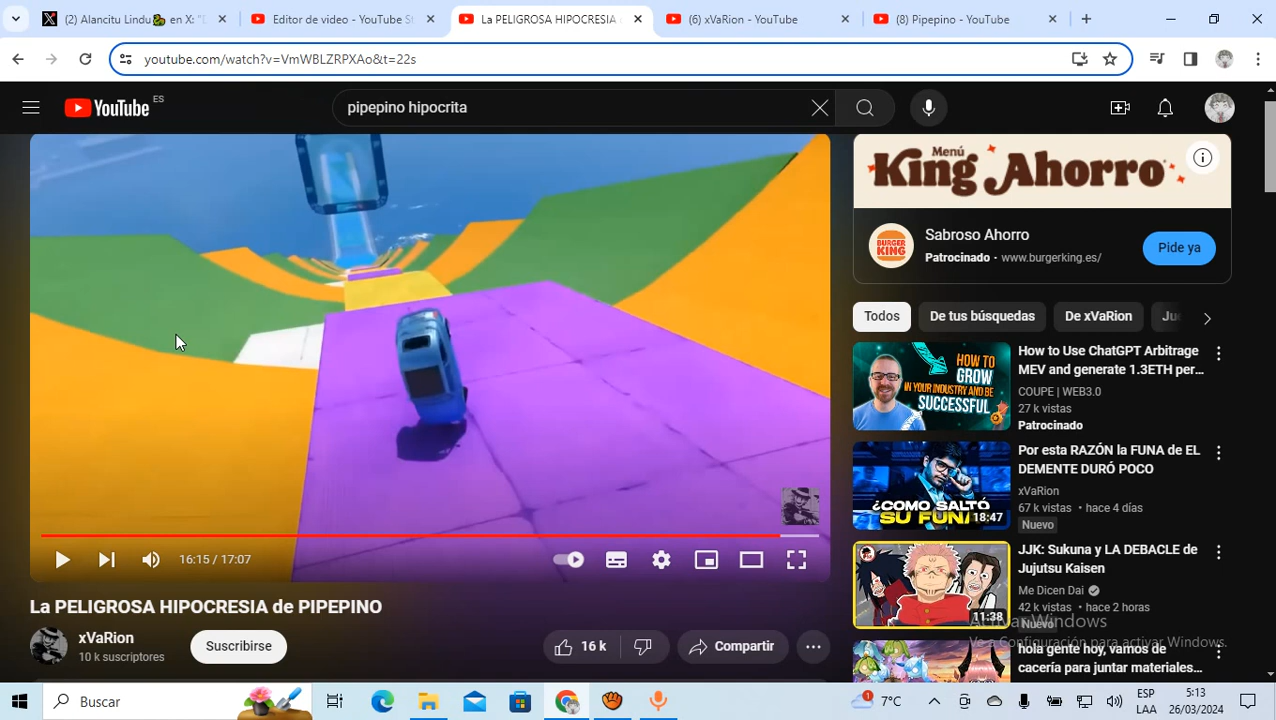 (2) Alancitu Lindu🐢 en X: "L
Editor de video - YouTube St
La PELIGROSA HIPOCRESIA
(6) xVaRion - YouTube
(8) Pipepino - YouTube
youtube.com/watch?v=VmWBLZRPXAo&t=22s
YouTube ES
pipepino hipocrita
Menú
King Ahorro
Sabroso Ahorro
Patrocinado · www.burgerking.es/
BURGER KING
Pide ya
Todos
De tus búsquedas
De xVaRion
Jue
HOW TO GROW IN YOUR INDUSTRY AND BE SUCCESSFUL
How to Use ChatGPT Arbitrage
MEV and generate 1.3ETH per...
COUPE | WEB3.0
27 k vistas
Patrocinado
¿COMO SALTÓ SU FUNA?
18:47
Por esta RAZÓN la FUNA de EL
DEMENTE DURÓ POCO
xVaRion
67 k vistas · hace 4 días
Nuevo
11:38
JJK: Sukuna y LA DEBACLE de
Jujutsu Kaisen
Me Dicen Dai
42 k vistas · hace 2 horas
Nuevo
Activar Windows
Ve a Configuración para activar Windows.
hola gente hoy, vamos de
cacería para juntar materiales...
16:15 / 17:07
La PELIGROSA HIPOCRESIA de PIPEPINO
xVaRion
10 k suscriptores
Suscribirse
16 k
Compartir
Buscar
1
7°C
ESP
LAA
5:13
26/03/2024